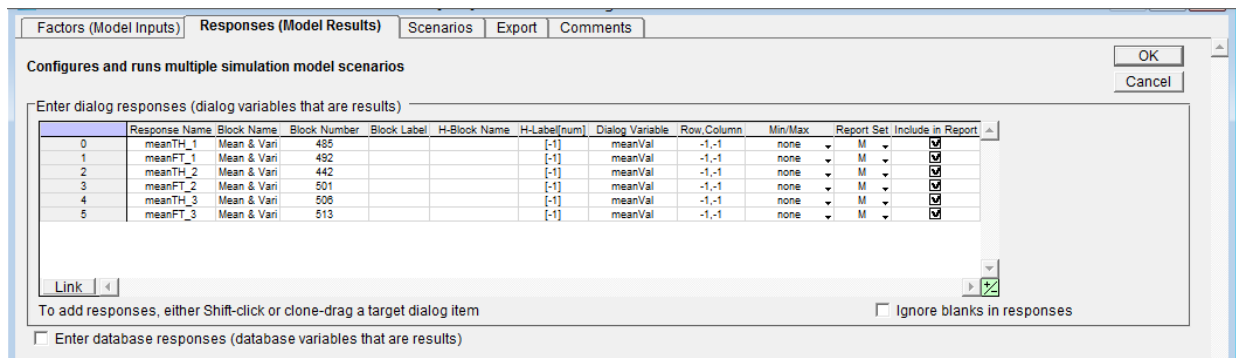 Factors (Model Inputs) Responses (Model Results) Scenarios Export Comments
OK
Configures and runs multiple simulation model scenarios
Cancel
Enter dialog responses (dialog variables that are results)
Response Name Block Name Block Number Block Label H-Block Name H-Label[num] Dialog Variable Row,Column Min/Max Report Set Include in Report
0 meanTH_1 Mean & Vari 485 [-1] meanVal -1,-1 none M
1 meanFT_1 Mean & Vari 492 [-1] meanVal -1,-1 none M
2 meanTH_2 Mean & Vari 442 [-1] meanVal -1,-1 none M
3 meanFT_2 Mean & Vari 501 [-1] meanVal -1,-1 none M
4 meanTH_3 Mean & Vari 506 [-1] meanVal -1,-1 none M
5 meanFT_3 Mean & Vari 513 [-1] meanVal -1,-1 none M
Link
To add responses, either Shift-click or clone-drag a target dialog item Ignore blanks in responses
Enter database responses (database variables that are results)